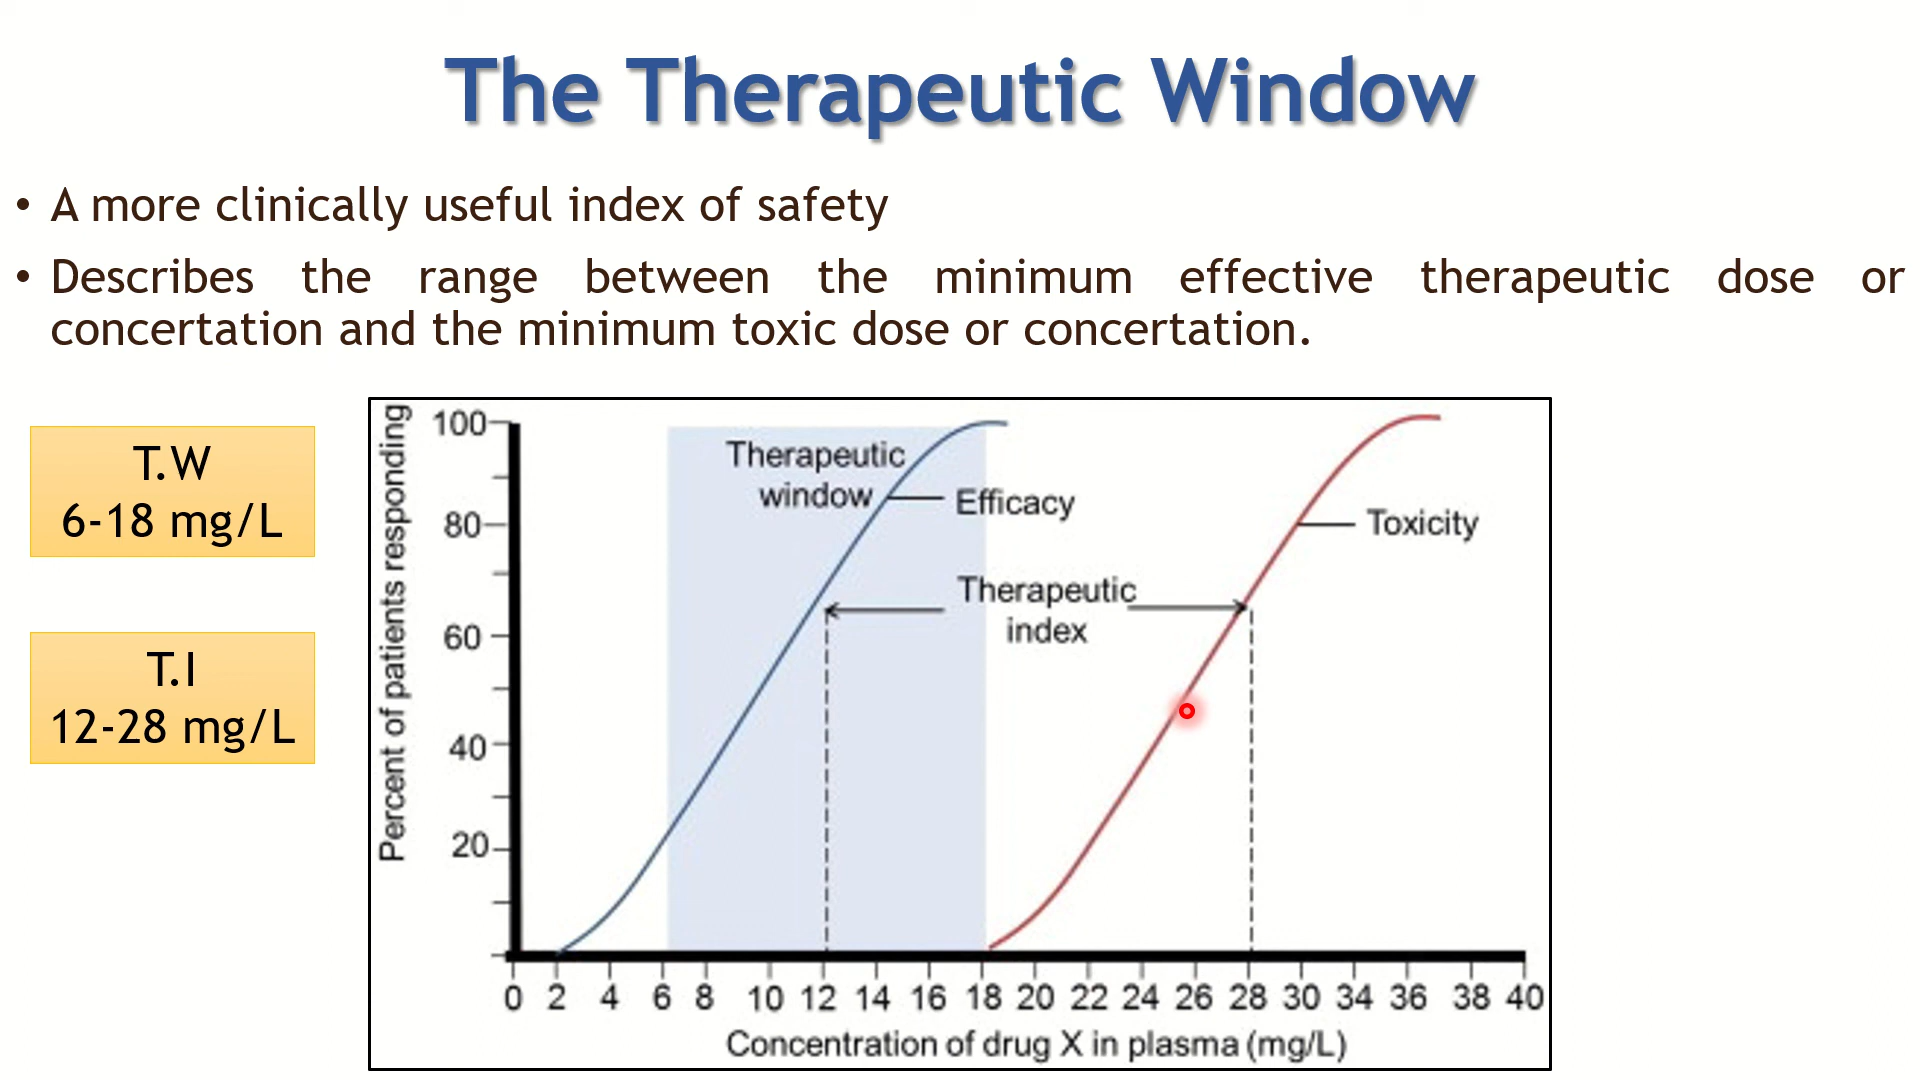 The Therapeutic Window
• A more clinically useful index of safety
• Describes the range between the minimum effective therapeutic dose or
concertation and the minimum toxic dose or concertation.
T.W
6-18 mg/L
T.I
12-28 mg/L
Percent of patients responding
100
80
60
40
20
Therapeutic
window
Efficacy
Toxicity
Therapeutic
index
0 2 4 6 8 10 12 14 16 18 20 22 24 26 28 30 34 36 38 40
Concentration of drug X in plasma (mg/L)